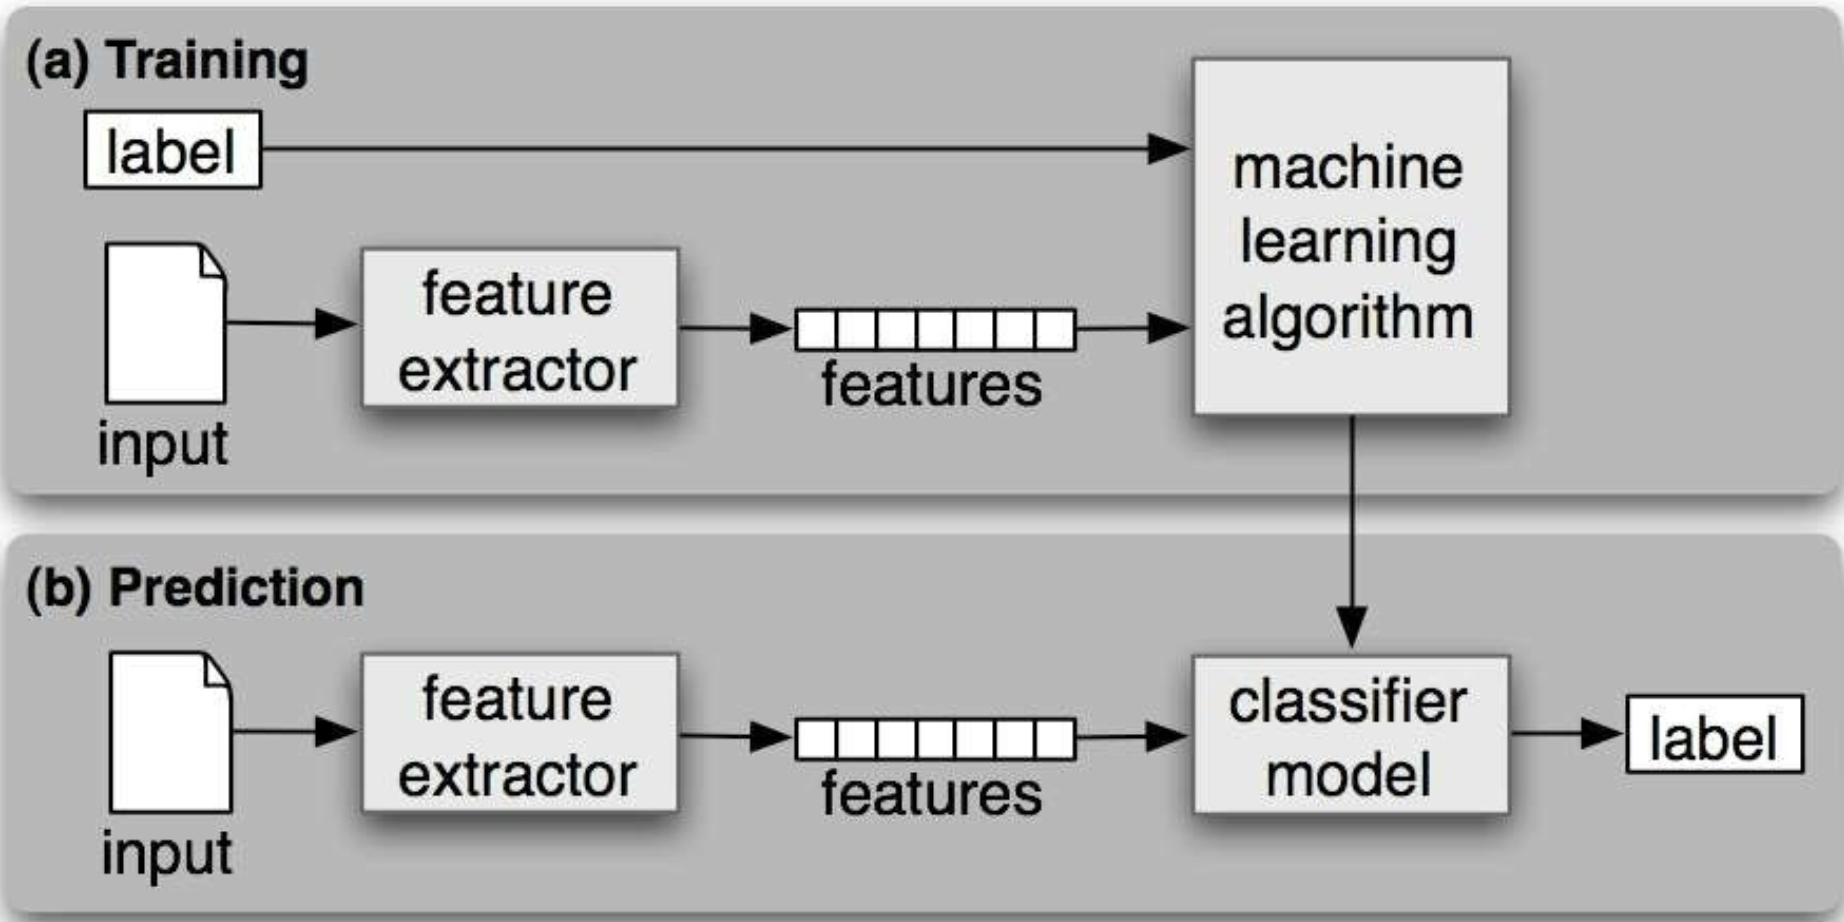 (a) Training
label
machine
learning
algorithm
feature
extractor
features
input
(b) Prediction
feature
extractor
features
input
classifier
model
label